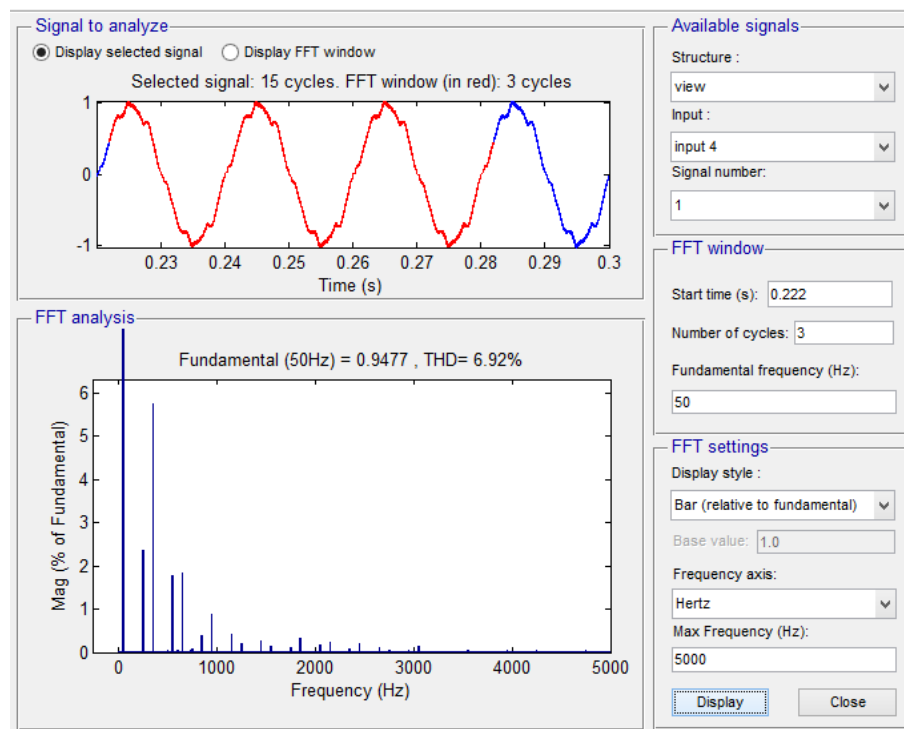 Signal to analyze
Display selected signal Display FFT window
Selected signal: 15 cycles. FFT window (in red): 3 cycles
1
0
-1
0.23 0.24 0.25 0.26 0.27 0.28 0.29 0.3
Time (s)
FFT analysis
Fundamental (50Hz) = 0.9477 , THD= 6.92%
6
5
4
3
2
1
0
Mag (% of Fundamental)
0 1000 2000 3000 4000 5000
Frequency (Hz)
Available signals
Structure :
view
Input :
input 4
Signal number:
1
FFT window
Start time (s): 0.222
Number of cycles: 3
Fundamental frequency (Hz):
50
FFT settings
Display style :
Bar (relative to fundamental)
Base value: 1.0
Frequency axis:
Hertz
Max Frequency (Hz):
5000
Display Close